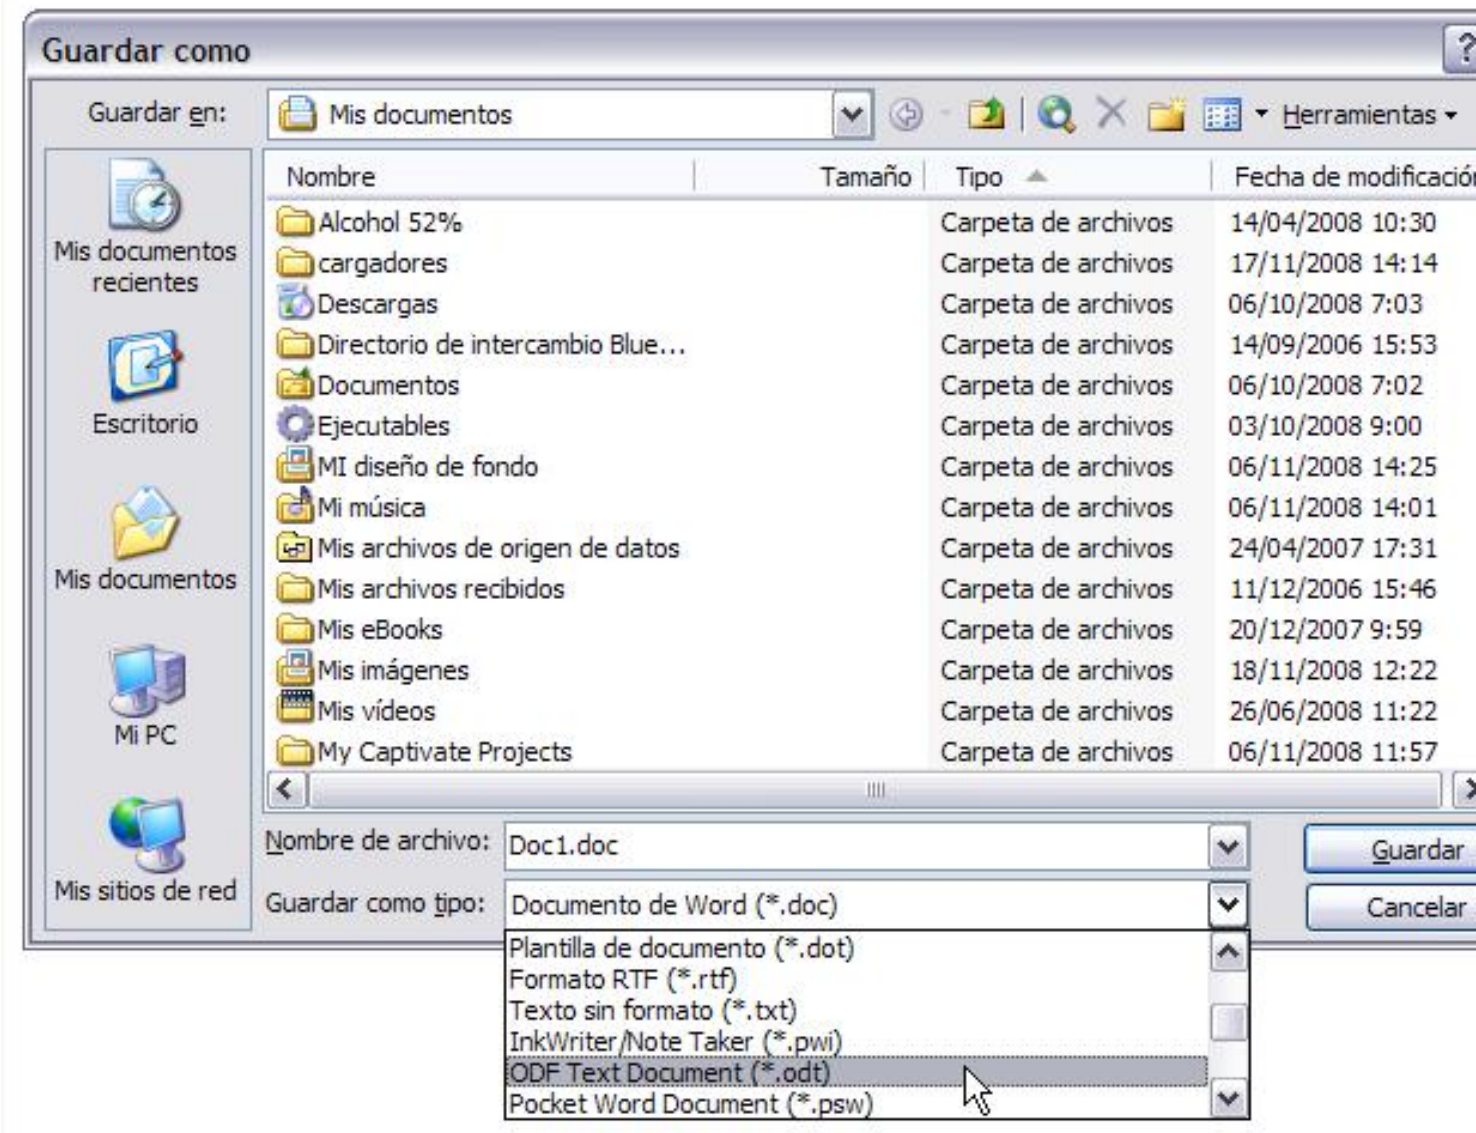 Guardar como
?
Guardar en: Mis documentos Herramientas
Nombre Tamaño Tipo Fecha de modificación
Alcohol 52% Carpeta de archivos 14/04/2008 10:30
cargadores Carpeta de archivos 17/11/2008 14:14
Descargas Carpeta de archivos 06/10/2008 7:03
Directorio de intercambio Blue... Carpeta de archivos 14/09/2006 15:53
Documentos Carpeta de archivos 06/10/2008 7:02
Ejecutables Carpeta de archivos 03/10/2008 9:00
MI diseño de fondo Carpeta de archivos 06/11/2008 14:25
Mi música Carpeta de archivos 06/11/2008 14:01
Mis archivos de origen de datos Carpeta de archivos 24/04/2007 17:31
Mis archivos recibidos Carpeta de archivos 11/12/2006 15:46
Mis eBooks Carpeta de archivos 20/12/2007 9:59
Mis imágenes Carpeta de archivos 18/11/2008 12:22
Mis vídeos Carpeta de archivos 26/06/2008 11:22
My Captivate Projects Carpeta de archivos 06/11/2008 11:57
Mis documentos
recientes
Escritorio
Mis documentos
Mi PC
Mis sitios de red
Nombre de archivo: Doc1.doc Guardar
Guardar como tipo: Documento de Word (*.doc) Cancelar
Plantilla de documento (*.dot)
Formato RTF (*.rtf)
Texto sin formato (*.txt)
InkWriter/Note Taker (*.pwi)
ODF Text Document (*.odt)
Pocket Word Document (*.psw)